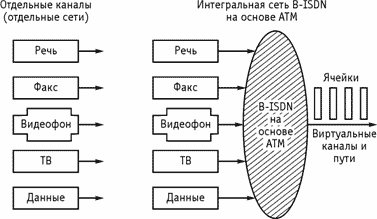 Отдельные каналы
(отдельные сети)
Интегральная сеть B-ISDN
на основе ATM
Речь
Факс
Видеофон
ТВ
Данные
Речь
Факс
Видеофон
ТВ
Данные
B-ISDN
на
основе
ATM
Ячейки
Виртуальные
каналы и
пути